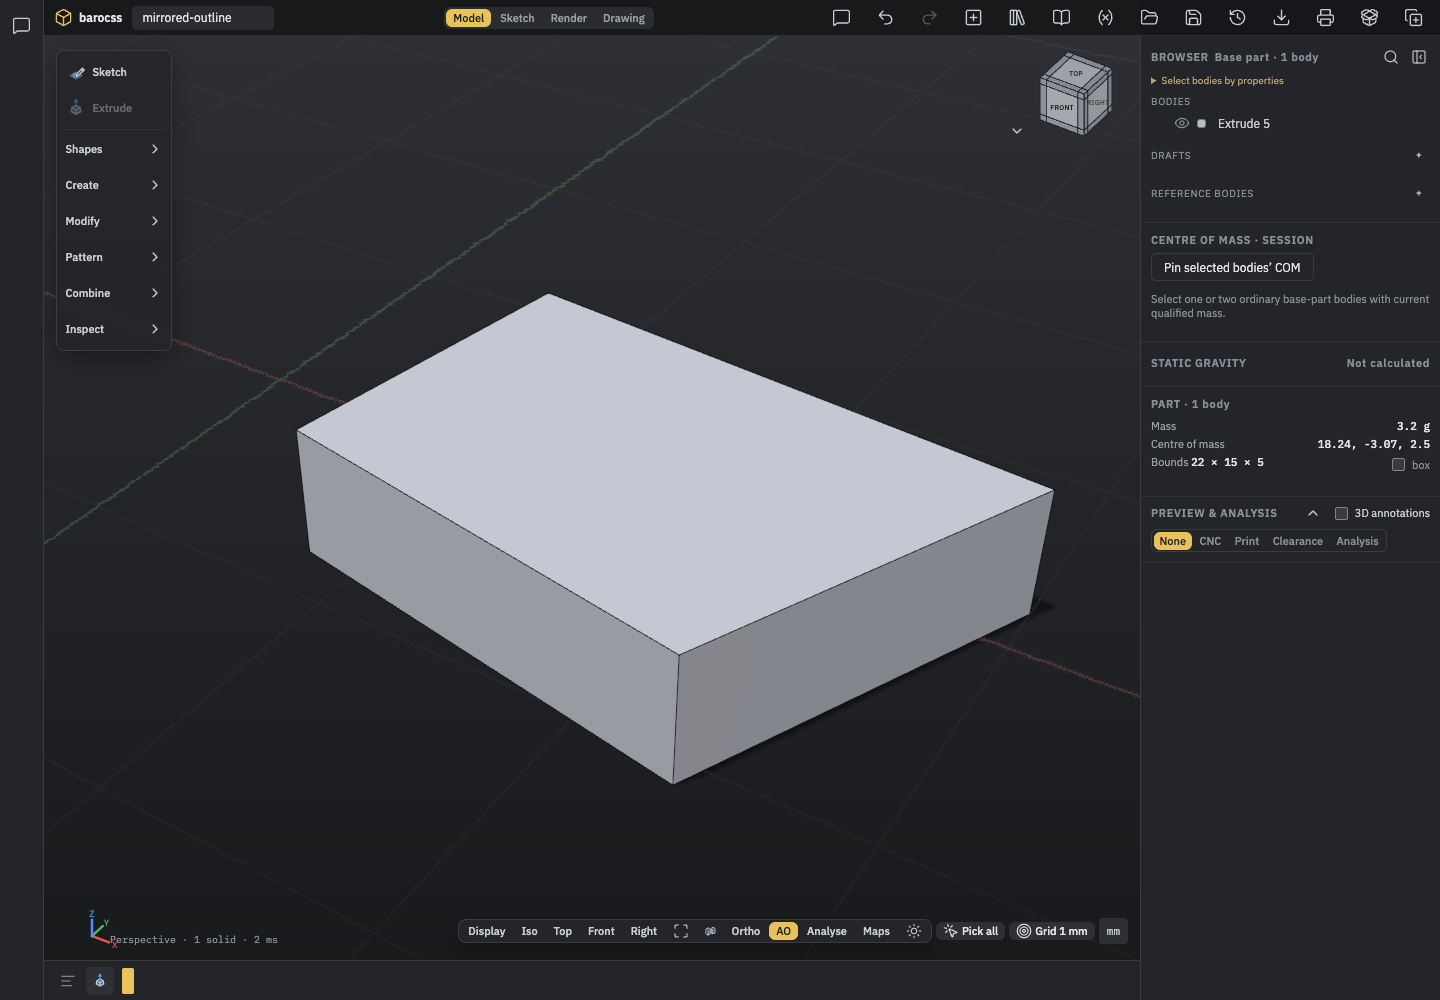 barocss
mirrored-outline
Model Sketch Render Drawing
Sketch
Extrude
Shapes
Create
Modify
Pattern
Combine
Inspect
TOP
FRONT
RIGHT
BROWSER Base part · 1 body
Select bodies by properties
BODIES
Extrude 5
DRAFTS +
REFERENCE BODIES +
CENTRE OF MASS · SESSION
Pin selected bodies’ COM
Select one or two ordinary base-part bodies with current
qualified mass.
STATIC GRAVITY Not calculated
PART · 1 body
Mass 3.2 g
Centre of mass 18.24, -3.07, 2.5
Bounds 22 × 15 × 5 box
PREVIEW & ANALYSIS 3D annotations
None CNC Print Clearance Analysis
Z
Y
X
Perspective · 1 solid · 2 ms
Display Iso Top Front Right Ortho AO Analyse Maps Pick all Grid 1 mm mm